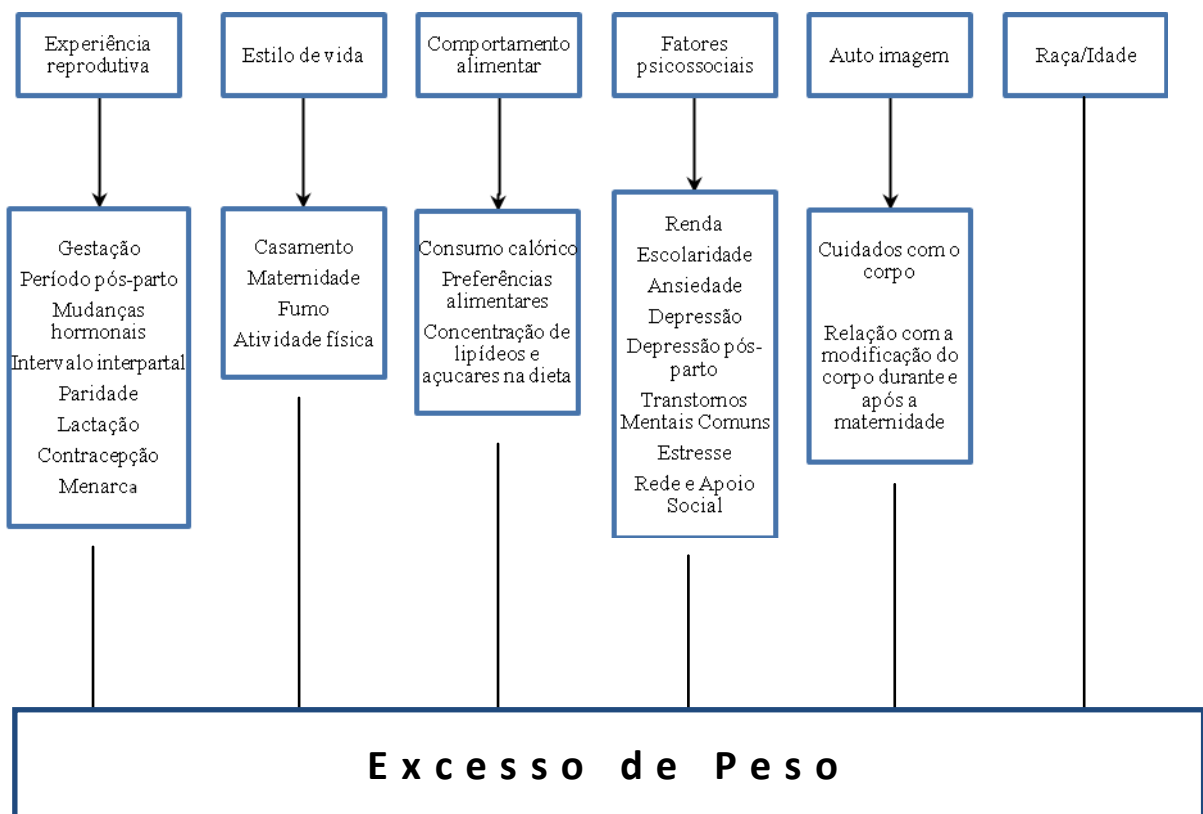 Experiência
reprodutiva
Estilo de vida
Comportamento
alimentar
Fatores
psicossociais
Auto imagem
Raça/Idade
Gestação
Período pós-parto
Mudanças
hormonais
Intervalo interpartal
Paridade
Lactação
Contracepção
Menarca
Casamento
Maternidade
Fumo
Atividade física
Consumo calórico
Preferências
alimentares
Concentração de
lipídeos e
açucares na dieta
Renda
Escolaridade
Ansiedade
Depressão
Depressão pós-
parto
Transtornos
Mentais Comuns
Estresse
Rede e Apoio
Social
Cuidados com o
corpo
Relação com a
modificação do
corpo durante e
após a
maternidade
Excesso de Peso